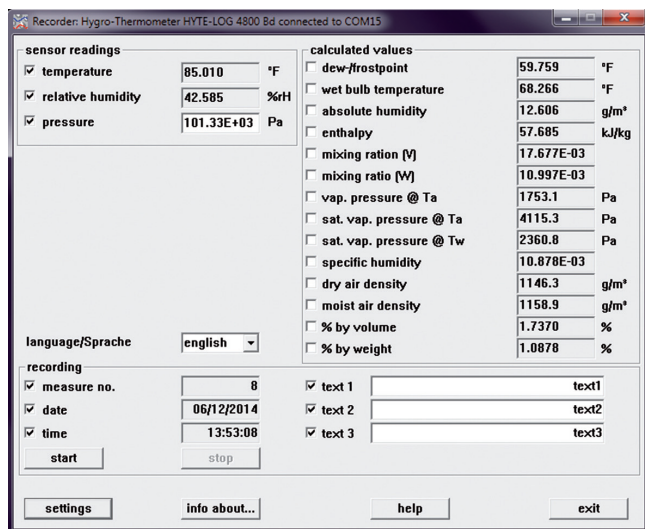 Recorder: Hygro-Thermometer HYTE-LOG 4800 Bd connected to COM15
sensor readings
temperature 85.010 °F
relative humidity 42.585 %rH
pressure 101.33E+03 Pa
calculated values
dew-/frostpoint 59.759 °F
wet bulb temperature 68.266 °F
absolute humidity 12.606 g/m³
enthalpy 57.685 kJ/kg
mixing ration (V) 17.677E-03
mixing ratio (W) 10.997E-03
vap. pressure @ Ta 1753.1 Pa
sat. vap. pressure @ Ta 4115.3 Pa
sat. vap. pressure @ Tw 2360.8 Pa
specific humidity 10.878E-03
dry air density 1146.3 g/m³
moist air density 1158.9 g/m³
% by volume 1.7370 %
% by weight 1.0878 %
language/Sprache english
recording
measure no. 8
date 06/12/2014
time 13:53:08
text 1 text1
text 2 text2
text 3 text3
start stop
settings info about... help exit